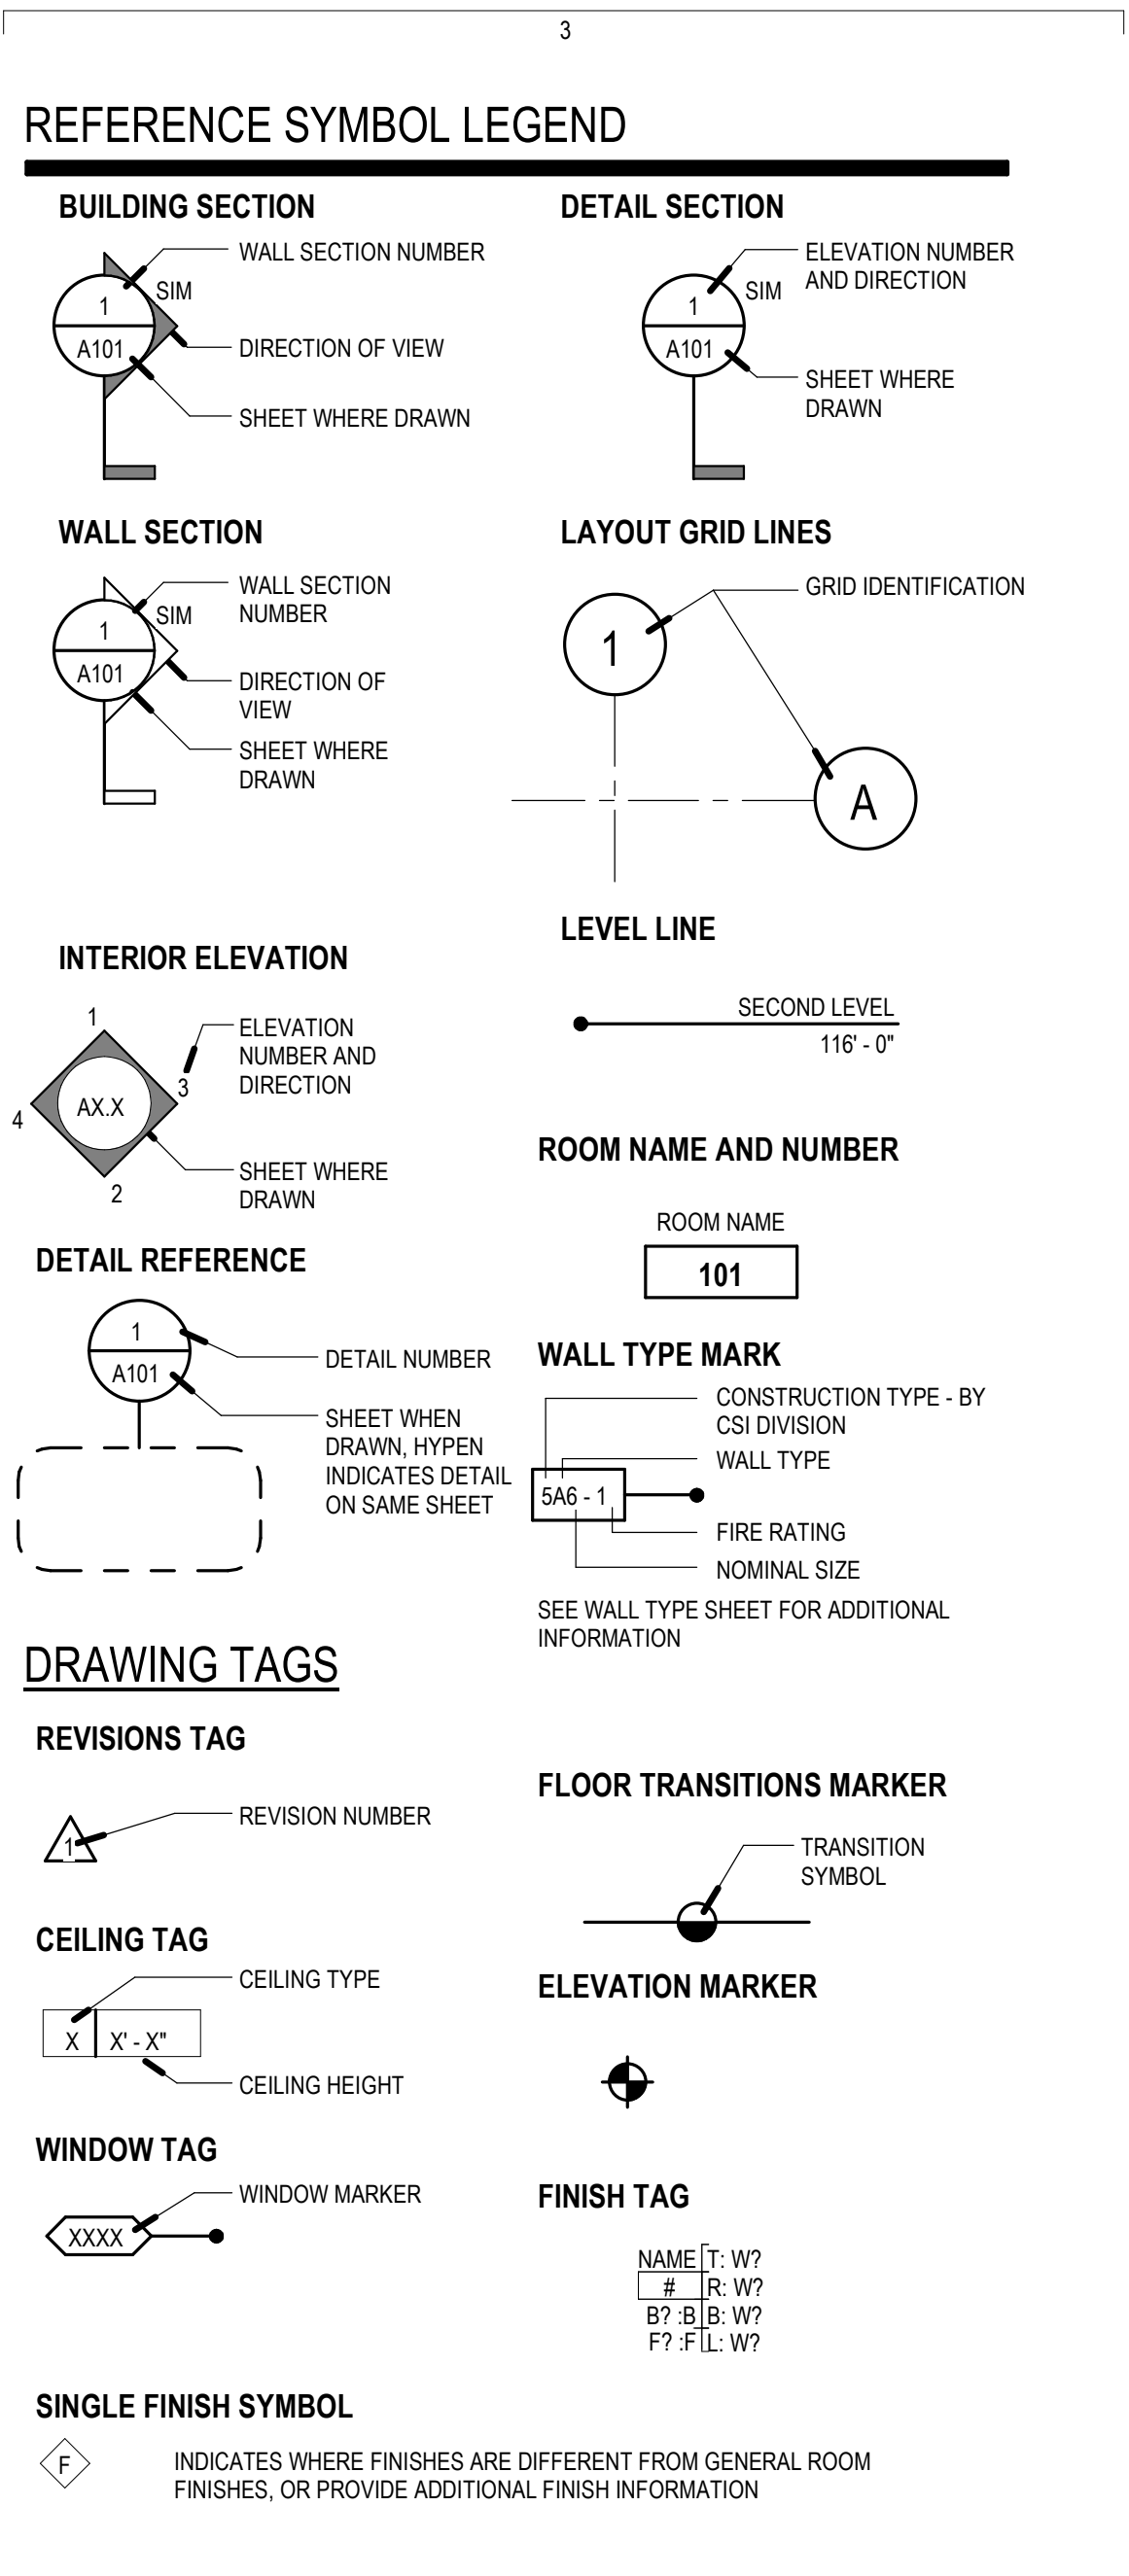 3
REFERENCE SYMBOL LEGEND
BUILDING SECTION
WALL SECTION NUMBER
SIM
1
A101
DIRECTION OF VIEW
SHEET WHERE DRAWN
DETAIL SECTION
ELEVATION NUMBER
AND DIRECTION
SIM
1
A101
SHEET WHERE
DRAWN
WALL SECTION
WALL SECTION
NUMBER
SIM
1
A101
DIRECTION OF
VIEW
SHEET WHERE
DRAWN
LAYOUT GRID LINES
GRID IDENTIFICATION
1
A
INTERIOR ELEVATION
1
ELEVATION
NUMBER AND
DIRECTION
3
AX.X
4
2
SHEET WHERE
DRAWN
LEVEL LINE
SECOND LEVEL
116' - 0"
ROOM NAME AND NUMBER
ROOM NAME
101
DETAIL REFERENCE
1
A101
DETAIL NUMBER
SHEET WHEN
DRAWN, HYPEN
INDICATES DETAIL
ON SAME SHEET
WALL TYPE MARK
CONSTRUCTION TYPE - BY
CSI DIVISION
WALL TYPE
5A6 - 1
FIRE RATING
NOMINAL SIZE
SEE WALL TYPE SHEET FOR ADDITIONAL
INFORMATION
DRAWING TAGS
REVISIONS TAG
REVISION NUMBER
1
FLOOR TRANSITIONS MARKER
TRANSITION
SYMBOL
CEILING TAG
CEILING TYPE
X X' - X"
CEILING HEIGHT
ELEVATION MARKER
WINDOW TAG
WINDOW MARKER
XXXX
FINISH TAG
NAME T: W?
# R: W?
B? :B B: W?
F? :F L: W?
SINGLE FINISH SYMBOL
F
INDICATES WHERE FINISHES ARE DIFFERENT FROM GENERAL ROOM
FINISHES, OR PROVIDE ADDITIONAL FINISH INFORMATION